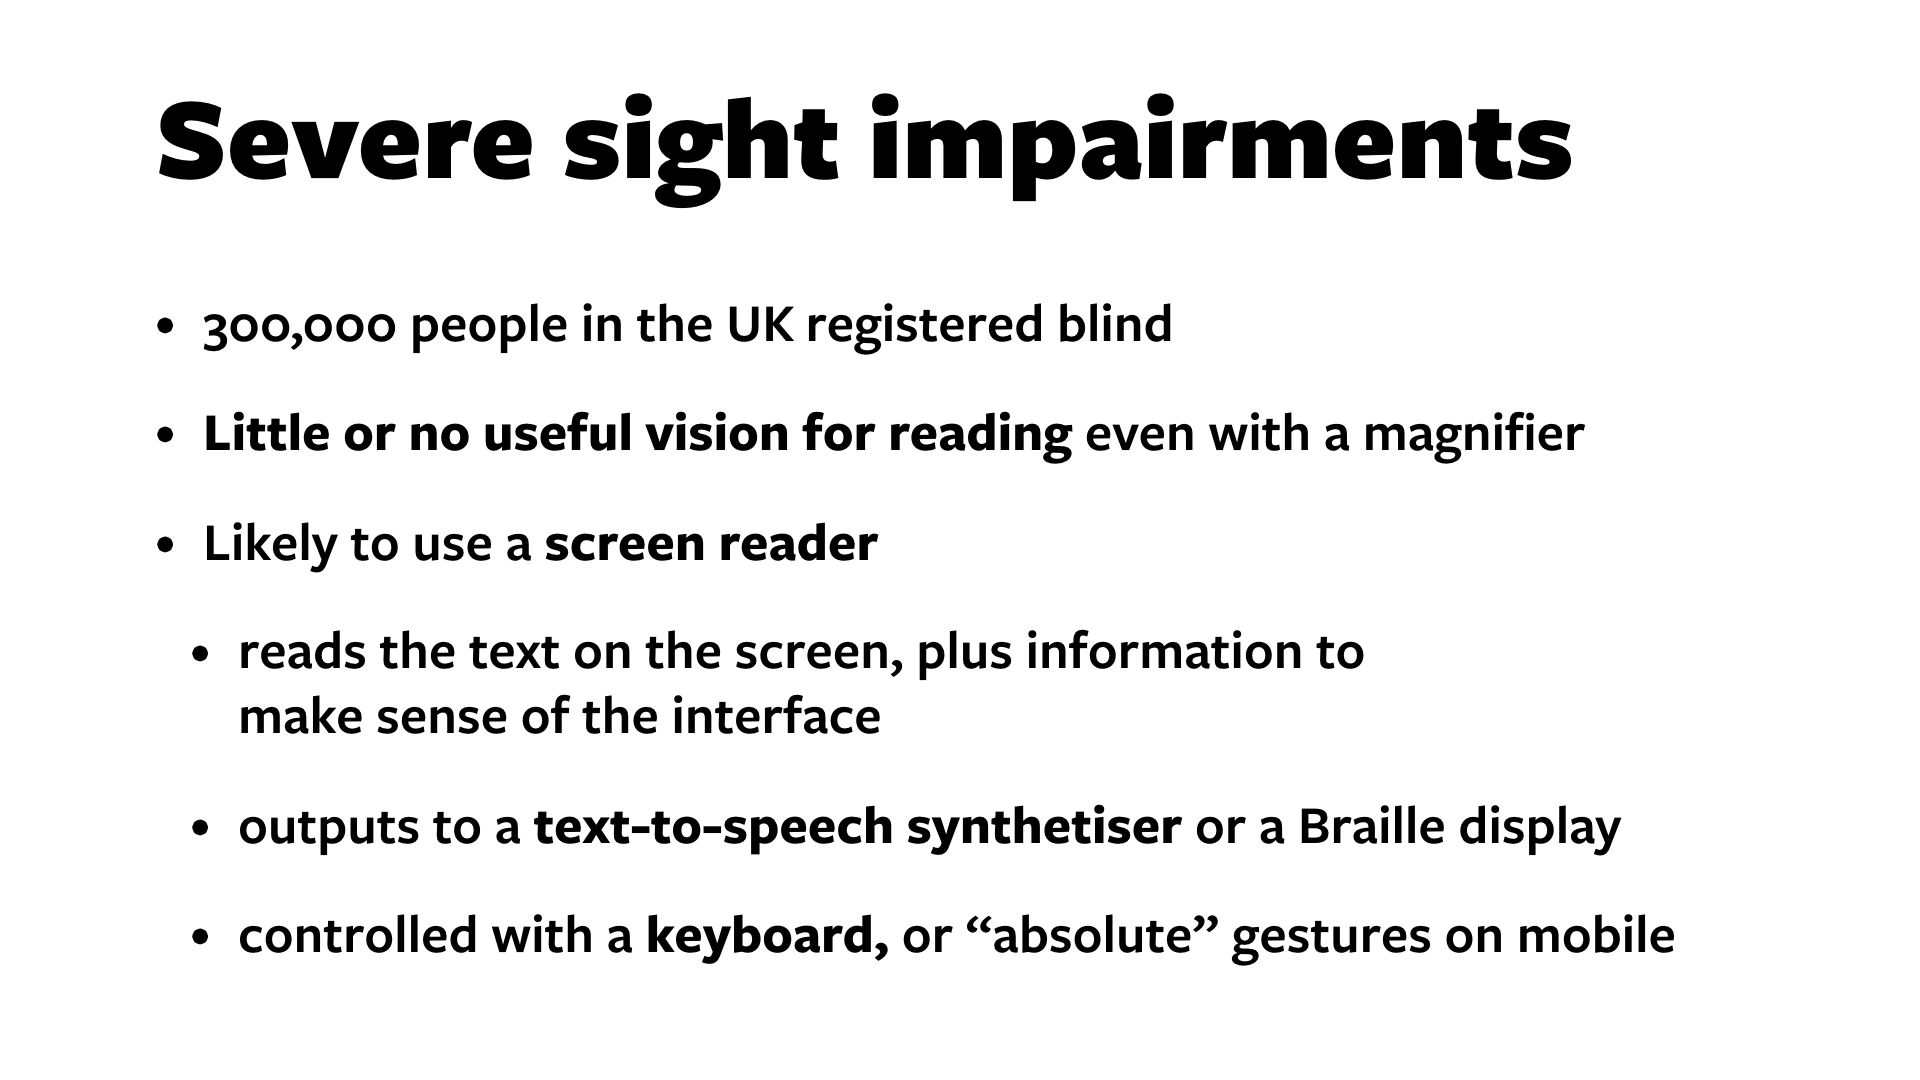 Severe sight impairments
• 300,000 people in the UK registered blind
• Little or no useful vision for reading even with a magnifier
• Likely to use a screen reader
• reads the text on the screen, plus information to
make sense of the interface
• outputs to a text-to-speech synthetiser or a Braille display
• controlled with a keyboard, or “absolute” gestures on mobile